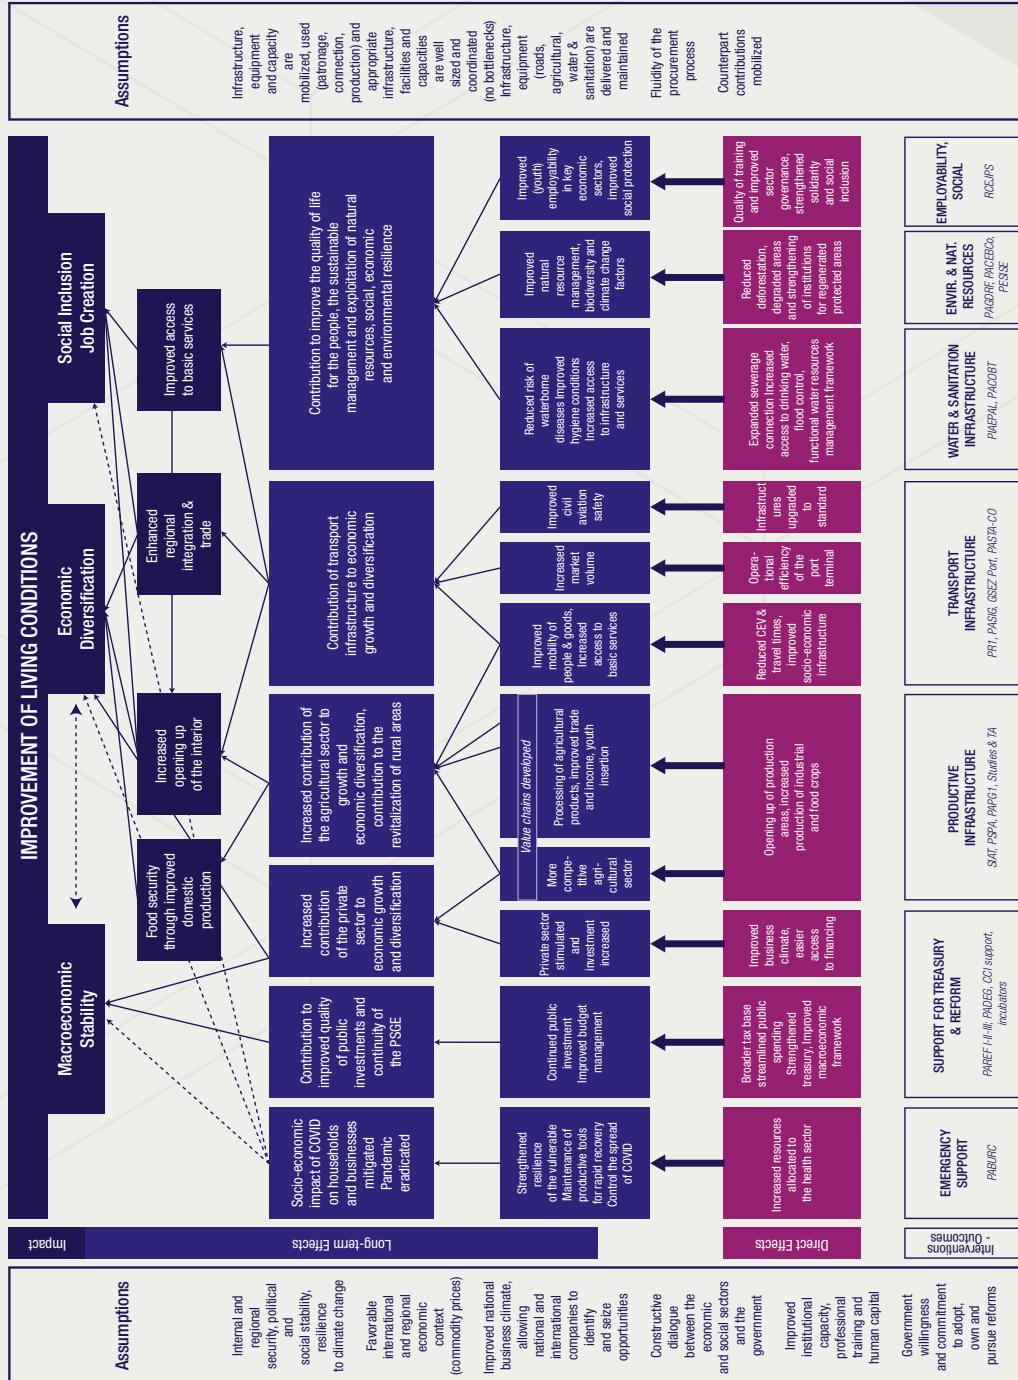 Assumptions
Internal and
regional
security, political
and
social stability,
resilience
to climate change
Favorable
international
and regional
economic
context
(commodity prices)
Improved national
business climate,
allowing
national and
international
companies to
identify
and seize
opportunities
Constructive
dialogue
between the
economic
and social sectors
and the
government
Improved
institutional
capacity,
professional
training and
human capital
Government
willingness
and commitment
to adopt,
own and
pursue reforms
Impact
Long-term Effects
Direct Effects
Interventions
- Outcomes
IMPROVEMENT OF LIVING CONDITIONS
Macroeconomic
Stability
Economic
Diversification
Social Inclusion
Job Creation
Food security
through improved
domestic
production
Increased
opening up
of the interior
Enhanced
regional
integration &
trade
Improved access
to basic services
Socio-economic
impact of COVID
on households
and businesses
mitigated
Pandemic
eradicated
Contribution to
improved quality
of public
investments and
continuity of
the PSGE
Increased
contribution
of the private
sector to
economic growth
and diversification
Increased contribution of
the agricultural sector to
growth and
economic diversification,
contribution to the
revitalization of rural areas
Contribution of transport
infrastructure to economic
growth and diversification
Contribution to improve the quality of life
for the people, the sustainable
management and exploitation of natural
resources, social, economic
and environmental resilience
Strengthened
resilience
of the vulnerable
Maintenance of
productive tools
for rapid recovery
Control the spread
of COVID
Continued public
investment
Improved budget
management
Private sector
stimulated
and
investment
increased
Value chains developed
More
compe-
titive
agri-
cultural
sector
Processing of agricultural
products, improved trade
and income, youth
insertion
Improved
mobility of
people & goods,
Increased
access to
basic services
Increased
market
volume
Improved
civil
aviation
safety
Reduced risk of
waterborne
diseases Improved
hygiene conditions
Increased access
to infrastructure
and services
Improved
natural
resource
management,
biodiversity and
climate change
factors
Improved
(youth)
employability
in key
economic
sectors,
improved
social protection
Increased resources
allocated to
the health sector
Broader tax base
streamlined public
spending
Strengthened
treasury, Improved
macroeconomic
framework
Improved
business
climate,
easier
access
to financing
Opening up of production
areas, increased
production of industrial
and food crops
Reduced CEV &
travel times,
improved
socio-economic
infrastructure
Opera-
tional
efficiency
of the
port
terminal
Infrastruct
ures
upgraded
to
standard
Expanded sewerage
connection Increased
access to drinking water,
flood control,
functional water resources
management framework
Reduced
deforestation,
degraded areas
and strengthening
of institutions
for regenerated
protected areas
Quality of training
and improved
sector
governance,
strengthened
solidarity
and social
inclusion
EMERGENCY
SUPPORT
PABURC
SUPPORT FOR TREASURY
& REFORM
PAREF I-II-III; PADEG, CCI support,
incubators
PRODUCTIVE
INFRASTRUCTURE
SIAT, PSPA, PAPG1, Studies & TA
TRANSPORT
INFRASTRUCTURE
PR1, PASIG, GSEZ Port, PASTA-CO
WATER & SANITATION
INFRASTRUCTURE
PIAEPAL, PACOBT
ENVIR. & NAT.
RESOURCES
PAGDRF, PACEBCo,
PESISE
EMPLOYABILITY,
SOCIAL
RCEJPS
Assumptions
Infrastructure,
equipment
and capacity
are
mobilized, used
(patronage,
connection,
production) and
appropriate
infrastructure,
facilities and
capacities
are well
sized and
coordinated
(no bottlenecks)
Infrastructure,
equipment
(roads,
agricultural,
water &
sanitation) are
delivered and
maintained
Fluidity of the
procurement
process
Counterpart
contributions
mobilized